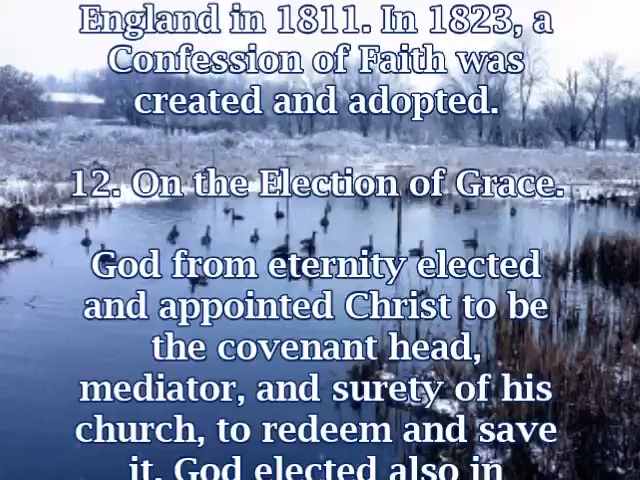 England in 1811. In 1823, a
Confession of Faith was
created and adopted.
12. On the Election of Grace.
God from eternity elected
and appointed Christ to be
the covenant head,
mediator, and surety of his
church, to redeem and save
it. God elected also in